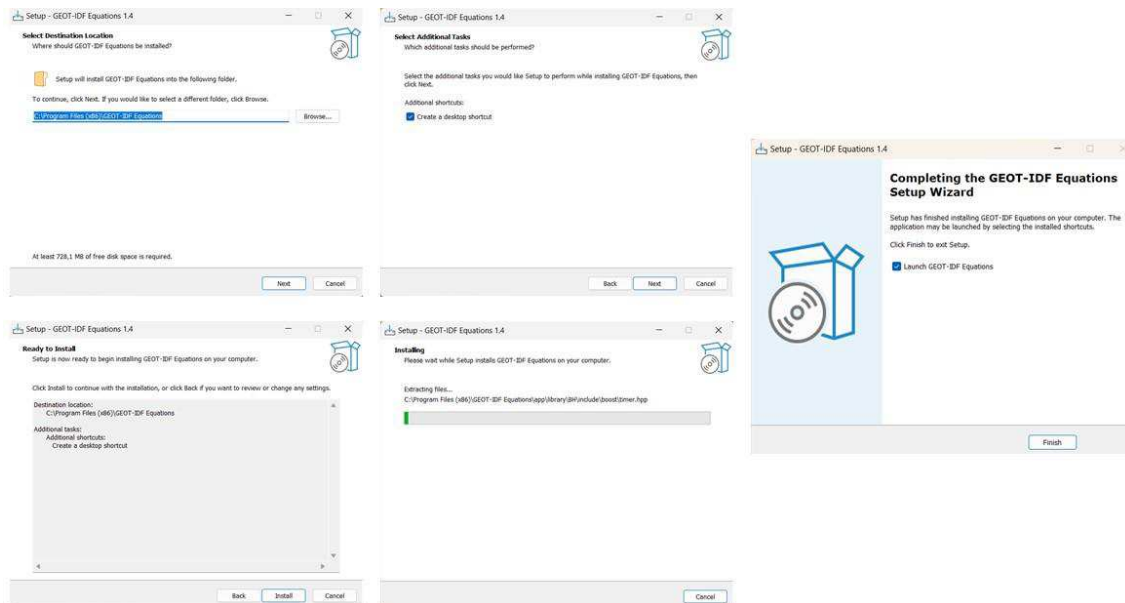 Setup - GEOT-IDF Equations 1.4
Select Destination Location
Where should GEOT-IDF Equations be installed?
Setup will install GEOT-IDF Equations into the following folder.
To continue, click Next. If you would like to select a different folder, click Browse.
C:\Program Files (x86)\GEOT-IDF Equations
Browse...
At least 728,1 MB of free disk space is required.
Next
Cancel
Setup - GEOT-IDF Equations 1.4
Select Additional Tasks
Which additional tasks should be performed?
Select the additional tasks you would like Setup to perform while installing GEOT-IDF Equations, then
click Next.
Additional shortcuts:
Create a desktop shortcut
Back
Next
Cancel
Setup - GEOT-IDF Equations 1.4
Ready to Install
Setup is now ready to begin installing GEOT-IDF Equations on your computer.
Click Install to continue with the installation, or click Back if you want to review or change any settings.
Destination location:
C:\Program Files (x86)\GEOT-IDF Equations
Additional tasks:
Additional shortcuts:
Create a desktop shortcut
Back
Install
Cancel
Setup - GEOT-IDF Equations 1.4
Installing
Please wait while Setup installs GEOT-IDF Equations on your computer.
Extracting files...
C:\Program Files (x86)\GEOT-IDF Equations\app\library\BH\include\boost\timer.hpp
Cancel
Setup - GEOT-IDF Equations 1.4
Completing the GEOT-IDF Equations
Setup Wizard
Setup has finished installing GEOT-IDF Equations on your computer. The
application may be launched by selecting the installed shortcuts.
Click Finish to exit Setup.
Launch GEOT-IDF Equations
Finish